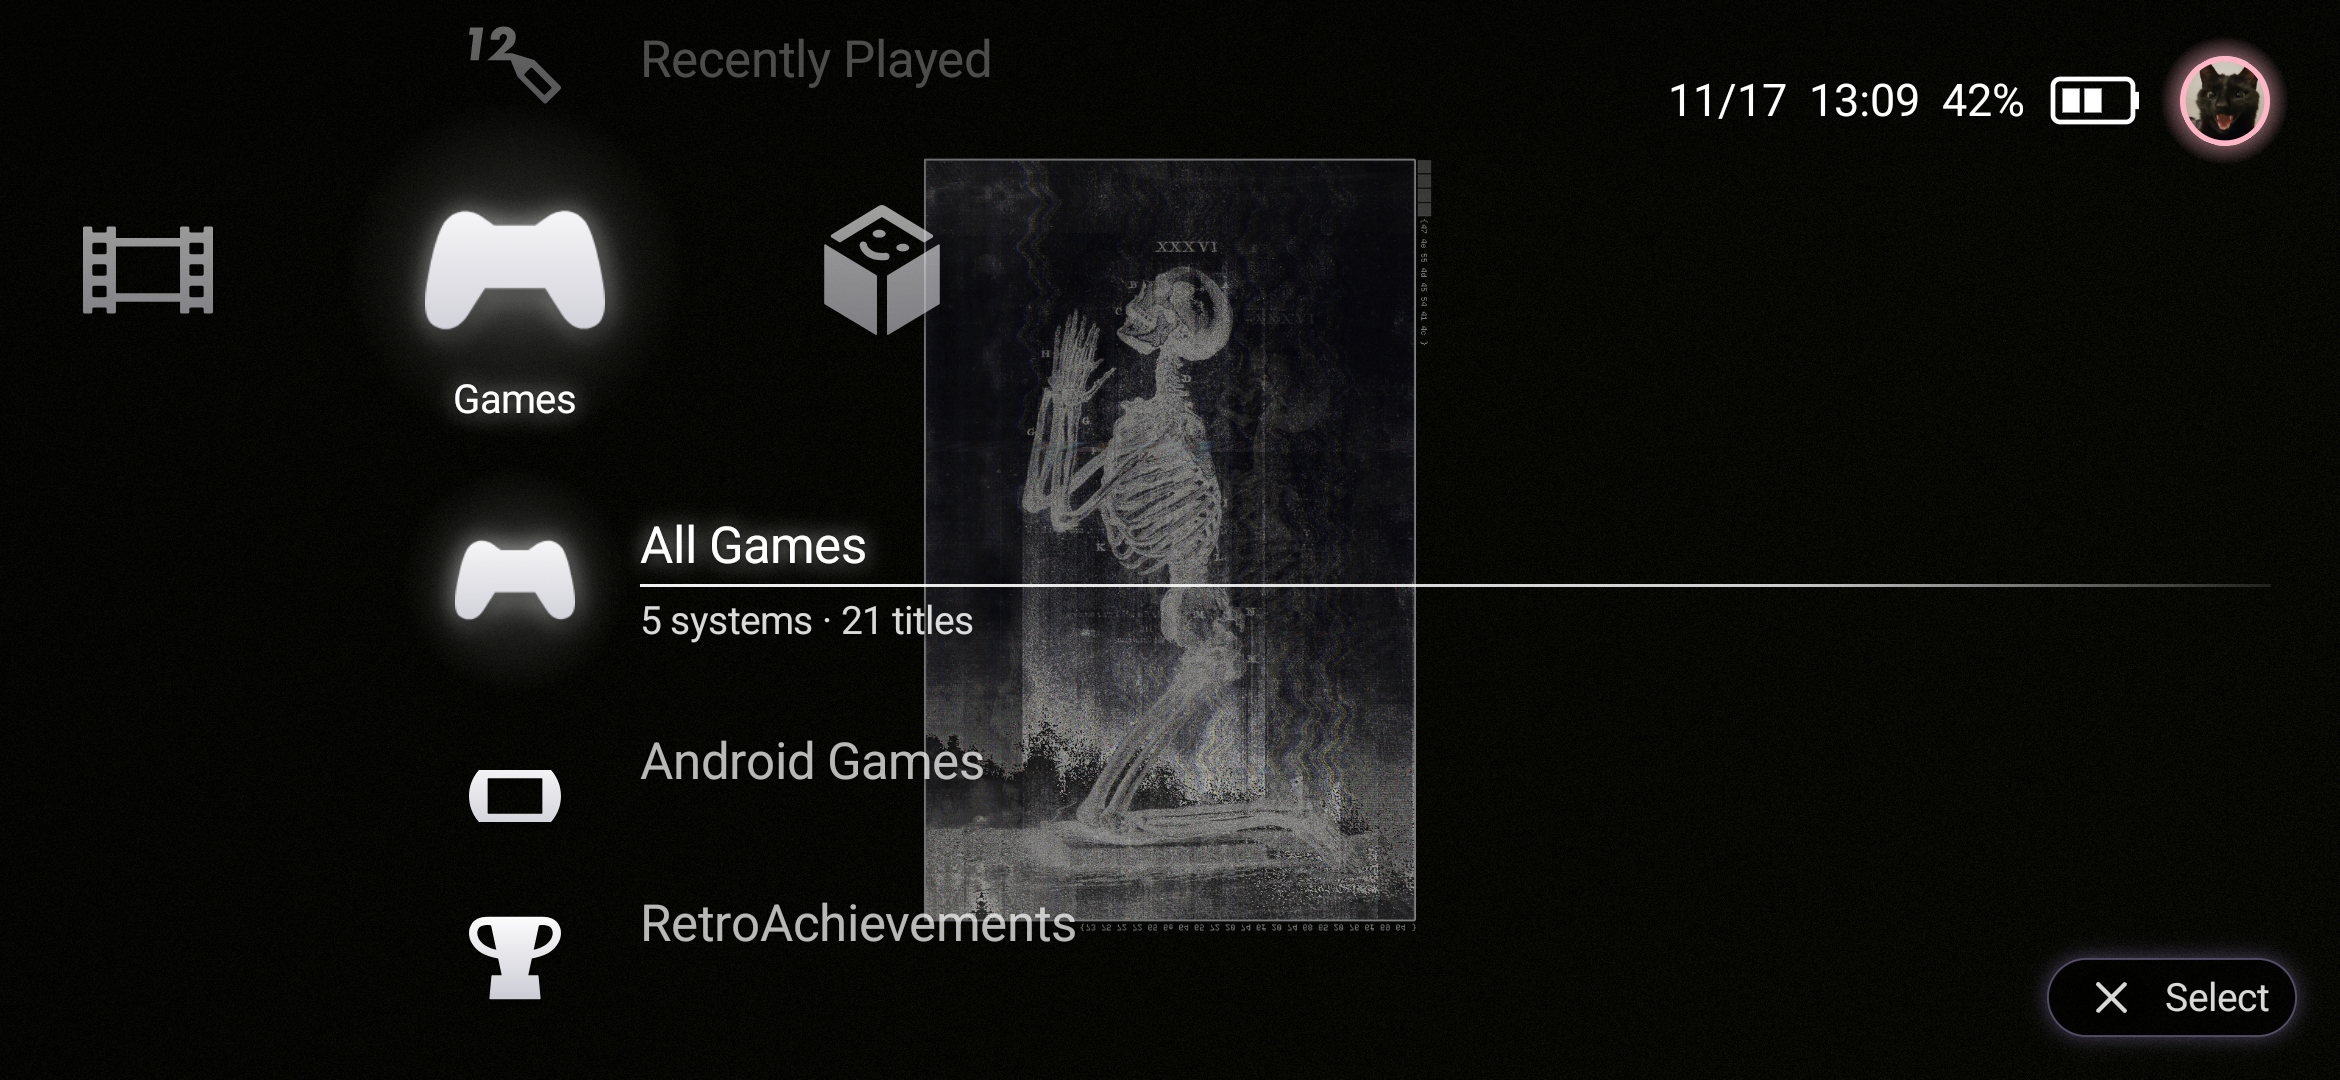 12
Recently Played
11/17 13:09 42%
XXXVI
Games
All Games
5 systems · 21 titles
Android Games
RetroAchievements
Select